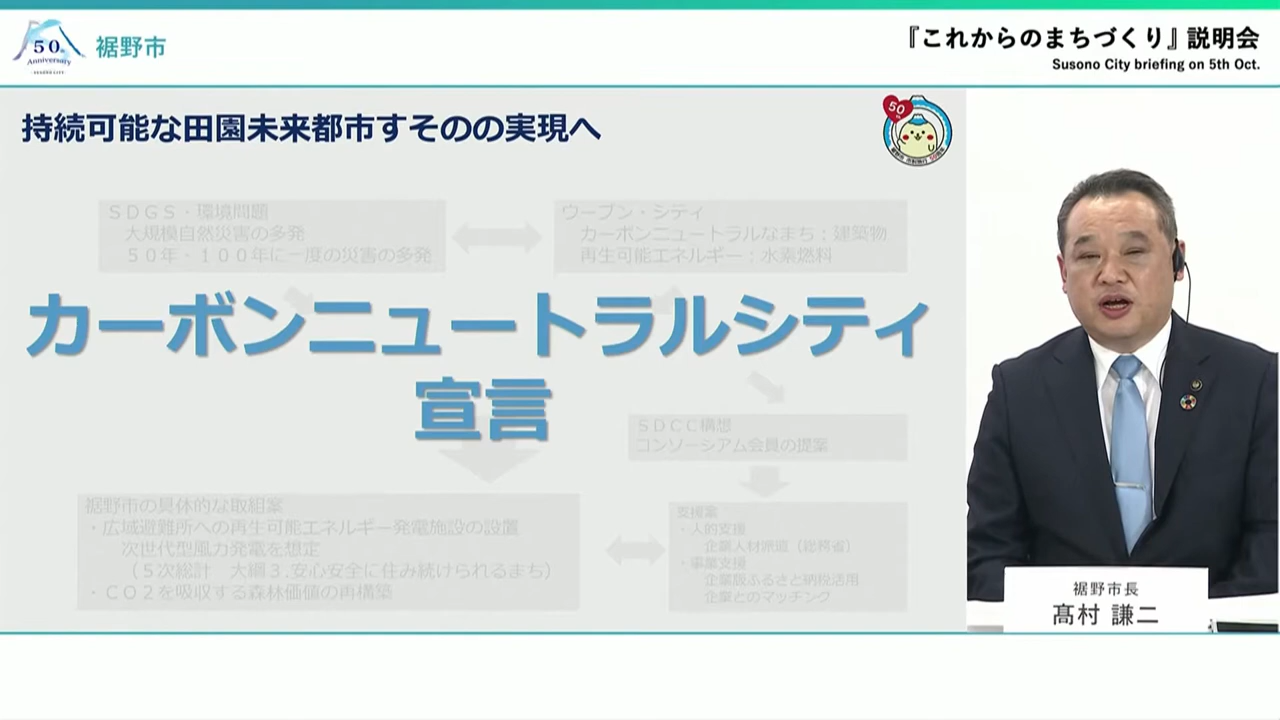 50
Anniversary
裾野市
『これからのまちづくり』説明会
Susono City briefing on 5th Oct.
持続可能な田園未来都市すそのの実現へ
50
SDGS・環境問題
大規模自然災害の多発
50年・100年に一度の災害の多発
ウーブン・シティ
カーボンニュートラルなまち：建築物
再生可能エネルギー：水素燃料
カーボンニュートラルシティ
宣言
SDCC構想
コンソーシアム会員の提案
裾野市の具体的な取組案
・広域避難所への再生可能エネルギー発電施設の設置
次世代型風力発電を想定
（5次総計　大綱３.安心安全に住み続けられるまち）
・CO2を吸収する森林価値の再構築
支援案
・人的支援
企業人材派遣（総務省）
・事業支援
企業版ふるさと納税活用
企業とのマッチング
裾野市長
髙村 謙二